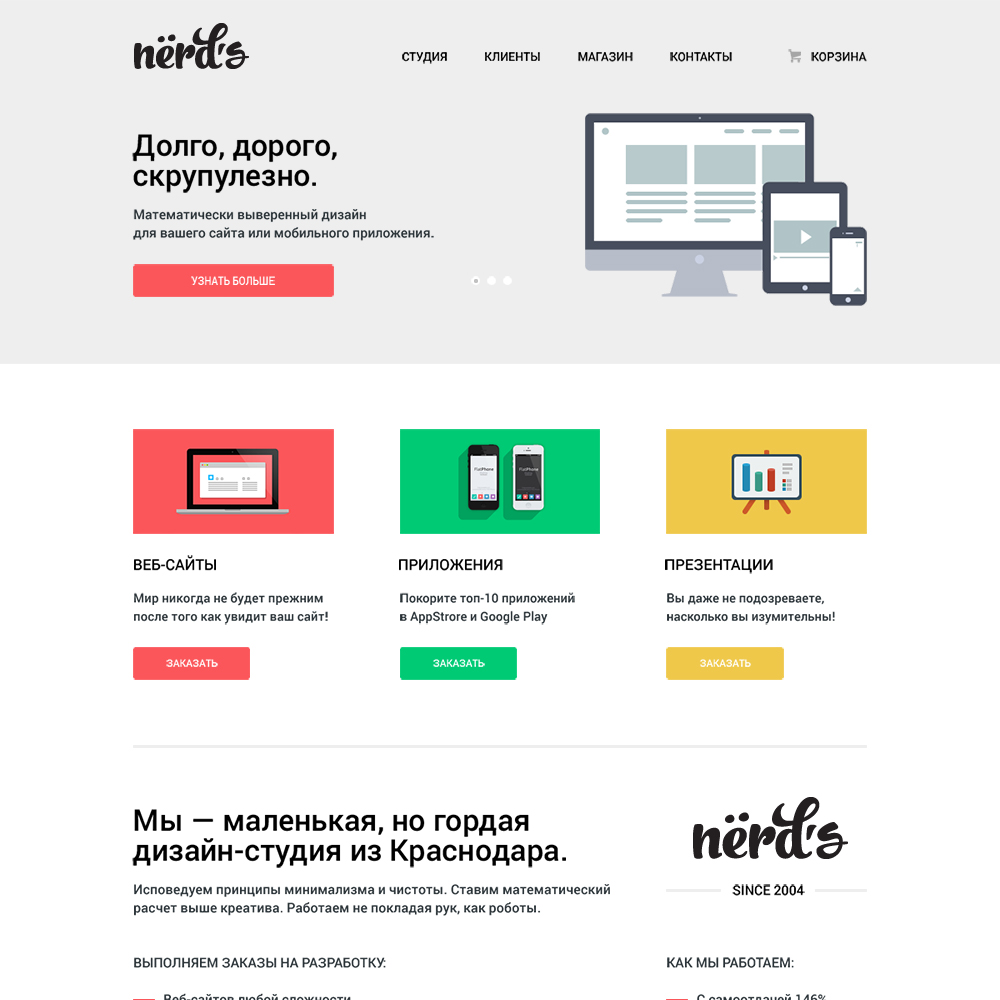 nërd's
СТУДИЯ КЛИЕНТЫ МАГАЗИН КОНТАКТЫ КОРЗИНА
Долго, дорого,
скрупулезно.
Математически выверенный дизайн
для вашего сайта или мобильного приложения.
УЗНАТЬ БОЛЬШЕ
FlatPhone
FlatPhone
ВЕБ-САЙТЫ
Мир никогда не будет прежним
после того как увидит ваш сайт!
ЗАКАЗАТЬ
ПРИЛОЖЕНИЯ
Покорите топ-10 приложений
в AppStrore и Google Play
ЗАКАЗАТЬ
ПРЕЗЕНТАЦИИ
Вы даже не подозреваете,
насколько вы изумительны!
ЗАКАЗАТЬ
Мы — маленькая, но гордая
дизайн-студия из Краснодара.
Исповедуем принципы минимализма и чистоты. Ставим математический
расчет выше креатива. Работаем не покладая рук, как роботы.
nërd's
SINCE 2004
ВЫПОЛНЯЕМ ЗАКАЗЫ НА РАЗРАБОТКУ:
— Веб-сайтов любой сложности
КАК МЫ РАБОТАЕМ:
— С самоотдачей 146%